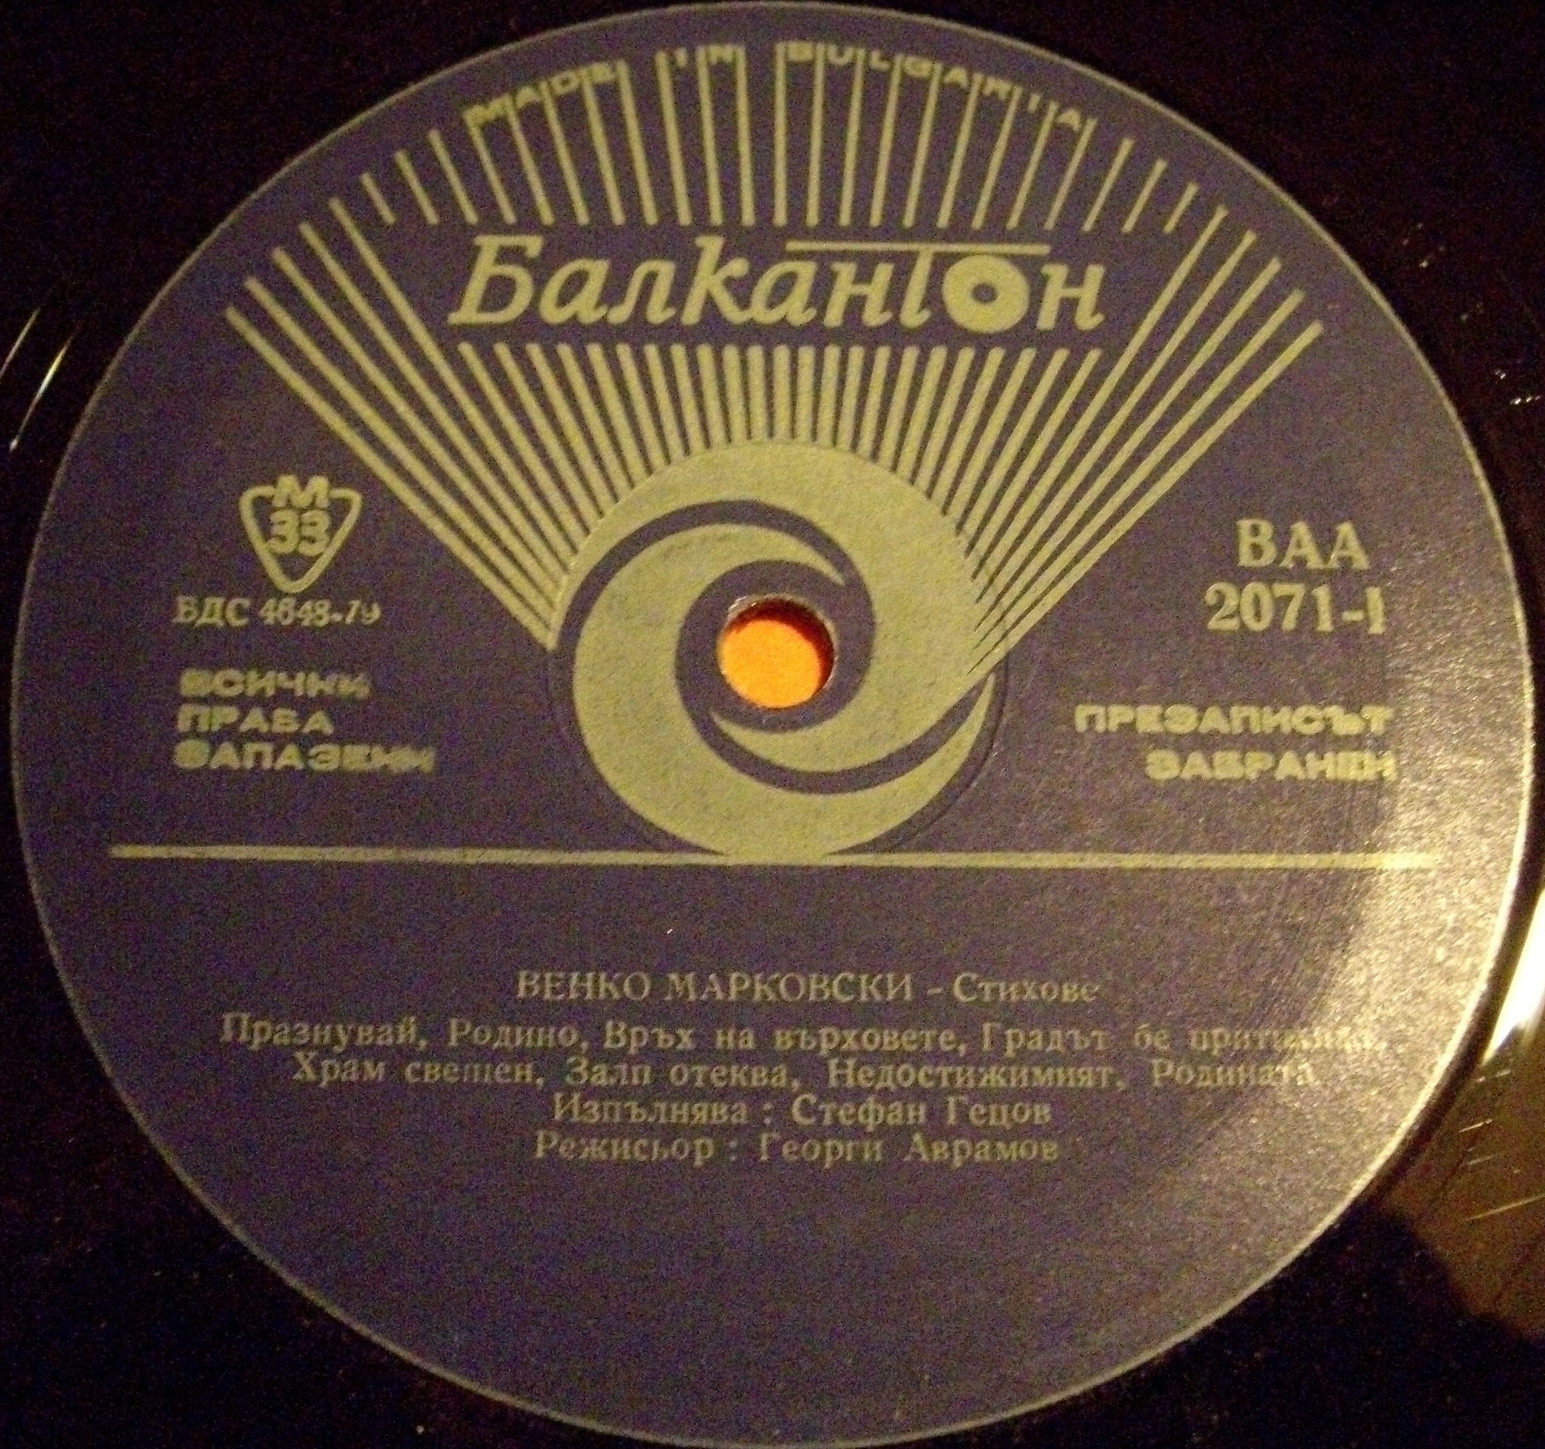 MADE IN BULGARIA
Балкантон
М
33
БДС 4648-79
ВСИЧКИ
ПРАВА
ЗАПАЗЕНИ
ВАА
2071-I
ПРЕЗАПИСЪТ
ЗАБРАНЕН
ВЕНКО МАРКОВСКИ - Стихове
Празнувай, Родино, Връх на върховете, Градът бе
Храм свещен, Залп отеква, Недостижимият, Родината
Изпълнява : Стефан Гецов
Режисьор : Георги Аврамов